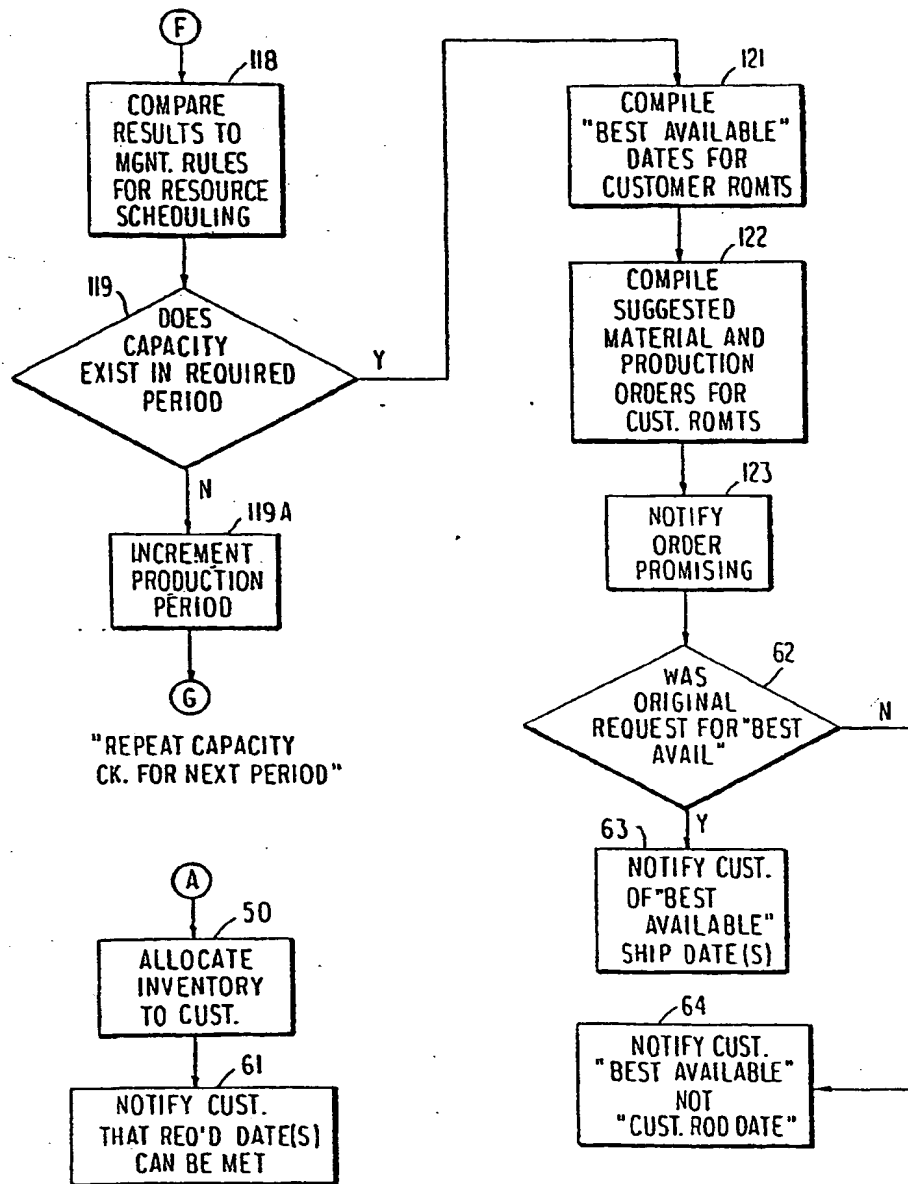 F
118
COMPARE
RESULTS TO
MGNT. RULES
FOR RESOURCE
SCHEDULING
119
DOES
CAPACITY
EXIST IN REQUIRED
PERIOD
Y
N
119A
INCREMENT
PRODUCTION
PERIOD
G
"REPEAT CAPACITY
CK. FOR NEXT PERIOD"
A
50
ALLOCATE
INVENTORY
TO CUST.
61
NOTIFY CUST.
THAT REQ'D DATE(S)
CAN BE MET
121
COMPILE
"BEST AVAILABLE"
DATES FOR
CUSTOMER RQMTS
122
COMPILE
SUGGESTED
MATERIAL AND
PRODUCTION
ORDERS FOR
CUST. RQMTS
123
NOTIFY
ORDER
PROMISING
62
WAS
ORIGINAL
REQUEST FOR "BEST
AVAIL"
N
Y
63
NOTIFY CUST.
OF "BEST
AVAILABLE"
SHIP DATE(S)
64
NOTIFY CUST.
"BEST AVAILABLE"
NOT
"CUST. RQD DATE"